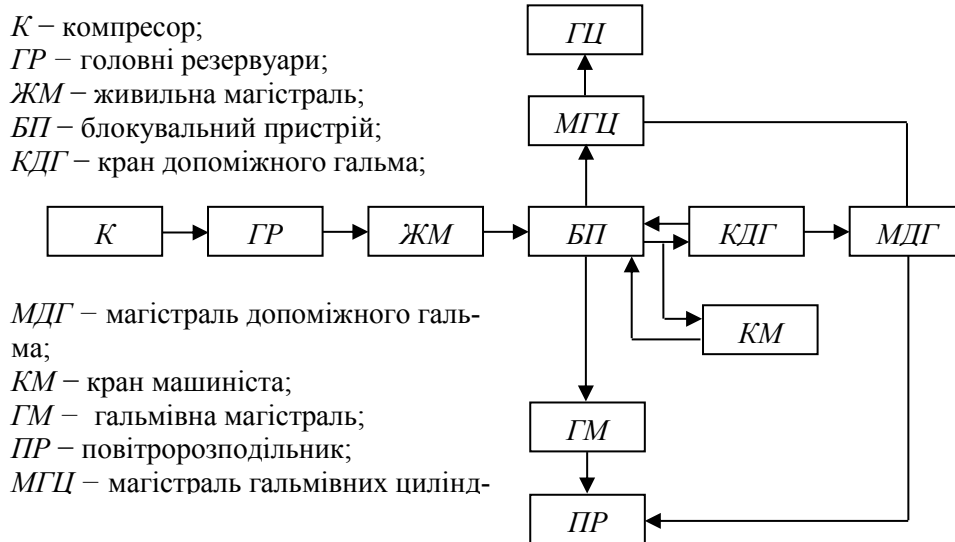 К − компресор;
ГР − головні резервуари;
ЖМ − живильна магістраль;
БП − блокувальний пристрій;
КДГ − кран допоміжного гальма;
ГЦ
МГЦ
К
ГР
ЖМ
БП
КДГ
МДГ
МДГ − магістраль допоміжного галь-
ма;
КМ − кран машиніста;
ГМ − гальмівна магістраль;
ПР − повітророзподільник;
МГЦ − магістраль гальмівних цилінд-
КМ
ГМ
ПР